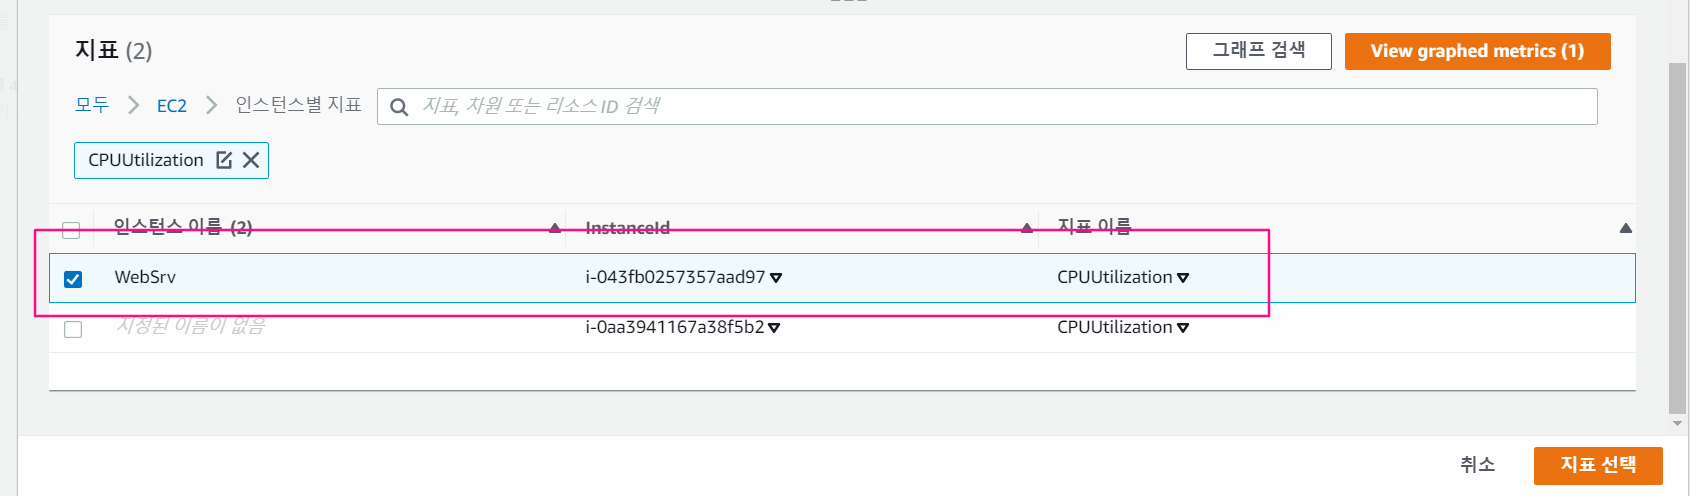 지표 (2)
그래프 검색
View graphed metrics (1)
모두 > EC2 > 인스턴스별 지표
지표, 차원 또는 리소스 ID 검색
CPUUtilization
인스턴스 이름 (2) InstanceId 지표 이름
WebSrv i-043fb0257357aad97 CPUUtilization
지정된 이름이 없음 i-0aa3941167a38f5b2 CPUUtilization
취소
지표 선택